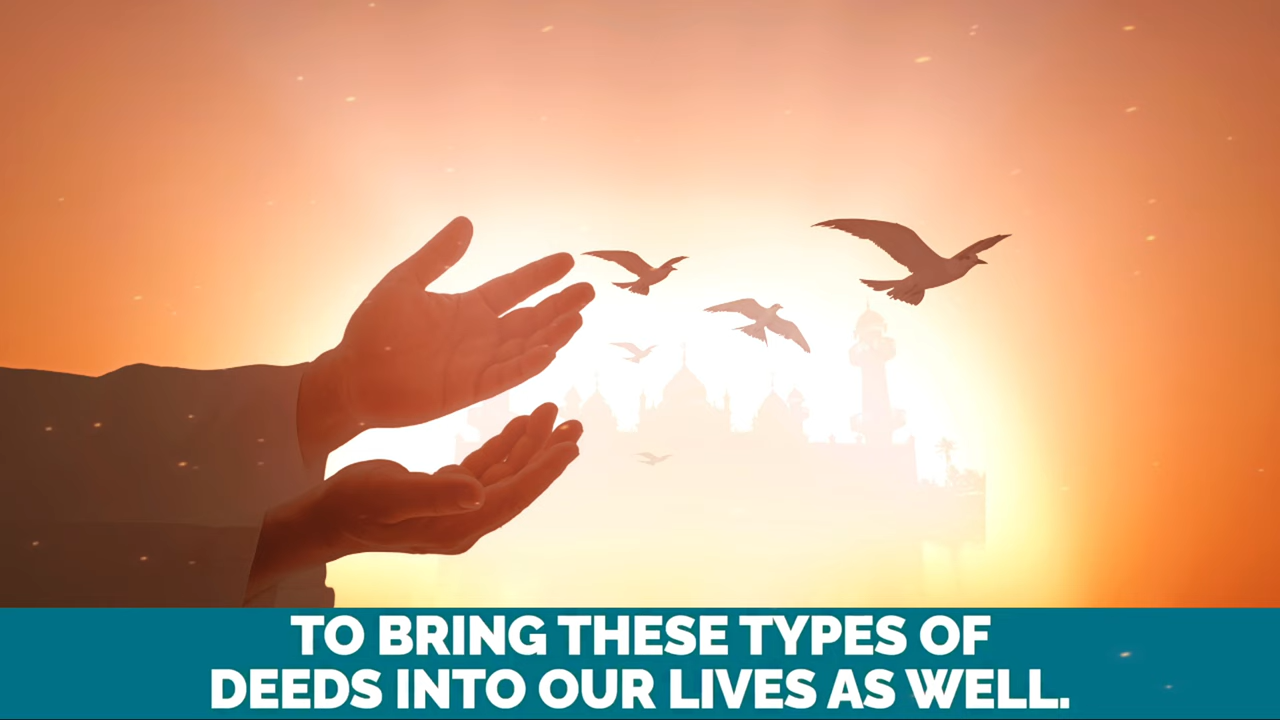 TO BRING THESE TYPES OF
DEEDS INTO OUR LIVES AS WELL.